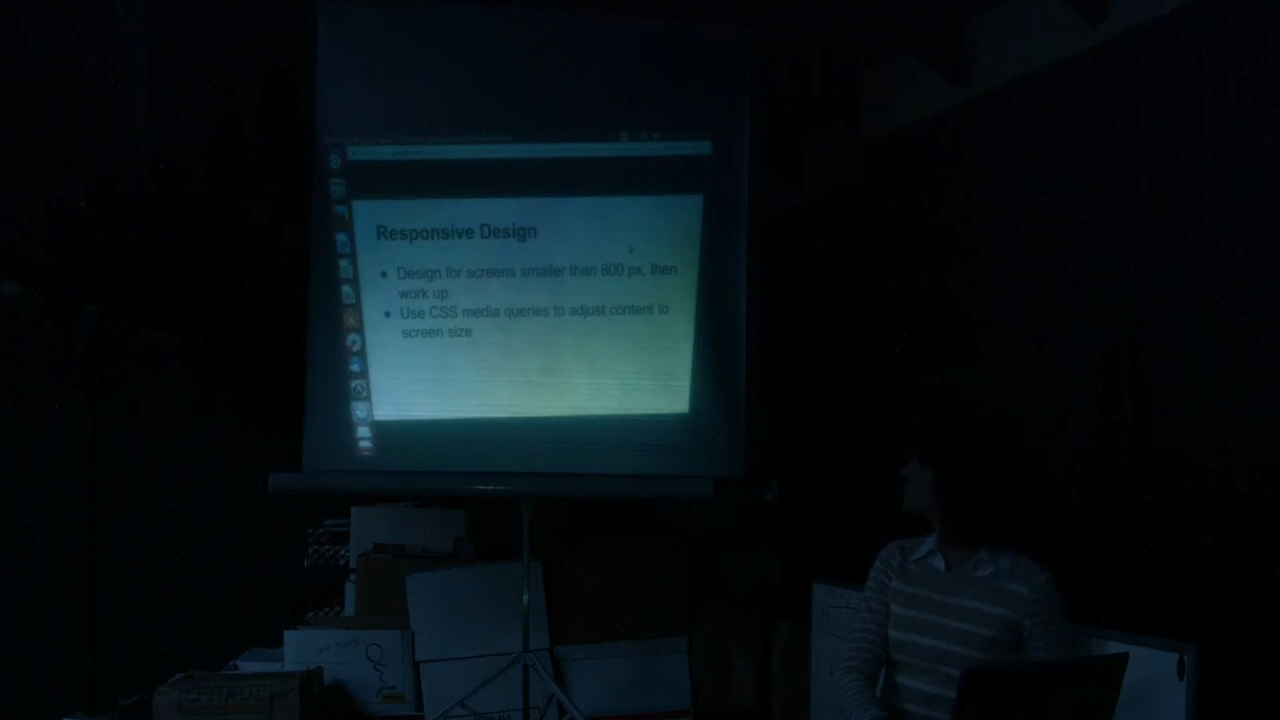 Responsive Design
● Design for screens smaller than 800 px, then
work up
● Use CSS media queries to adjust content to
screen size